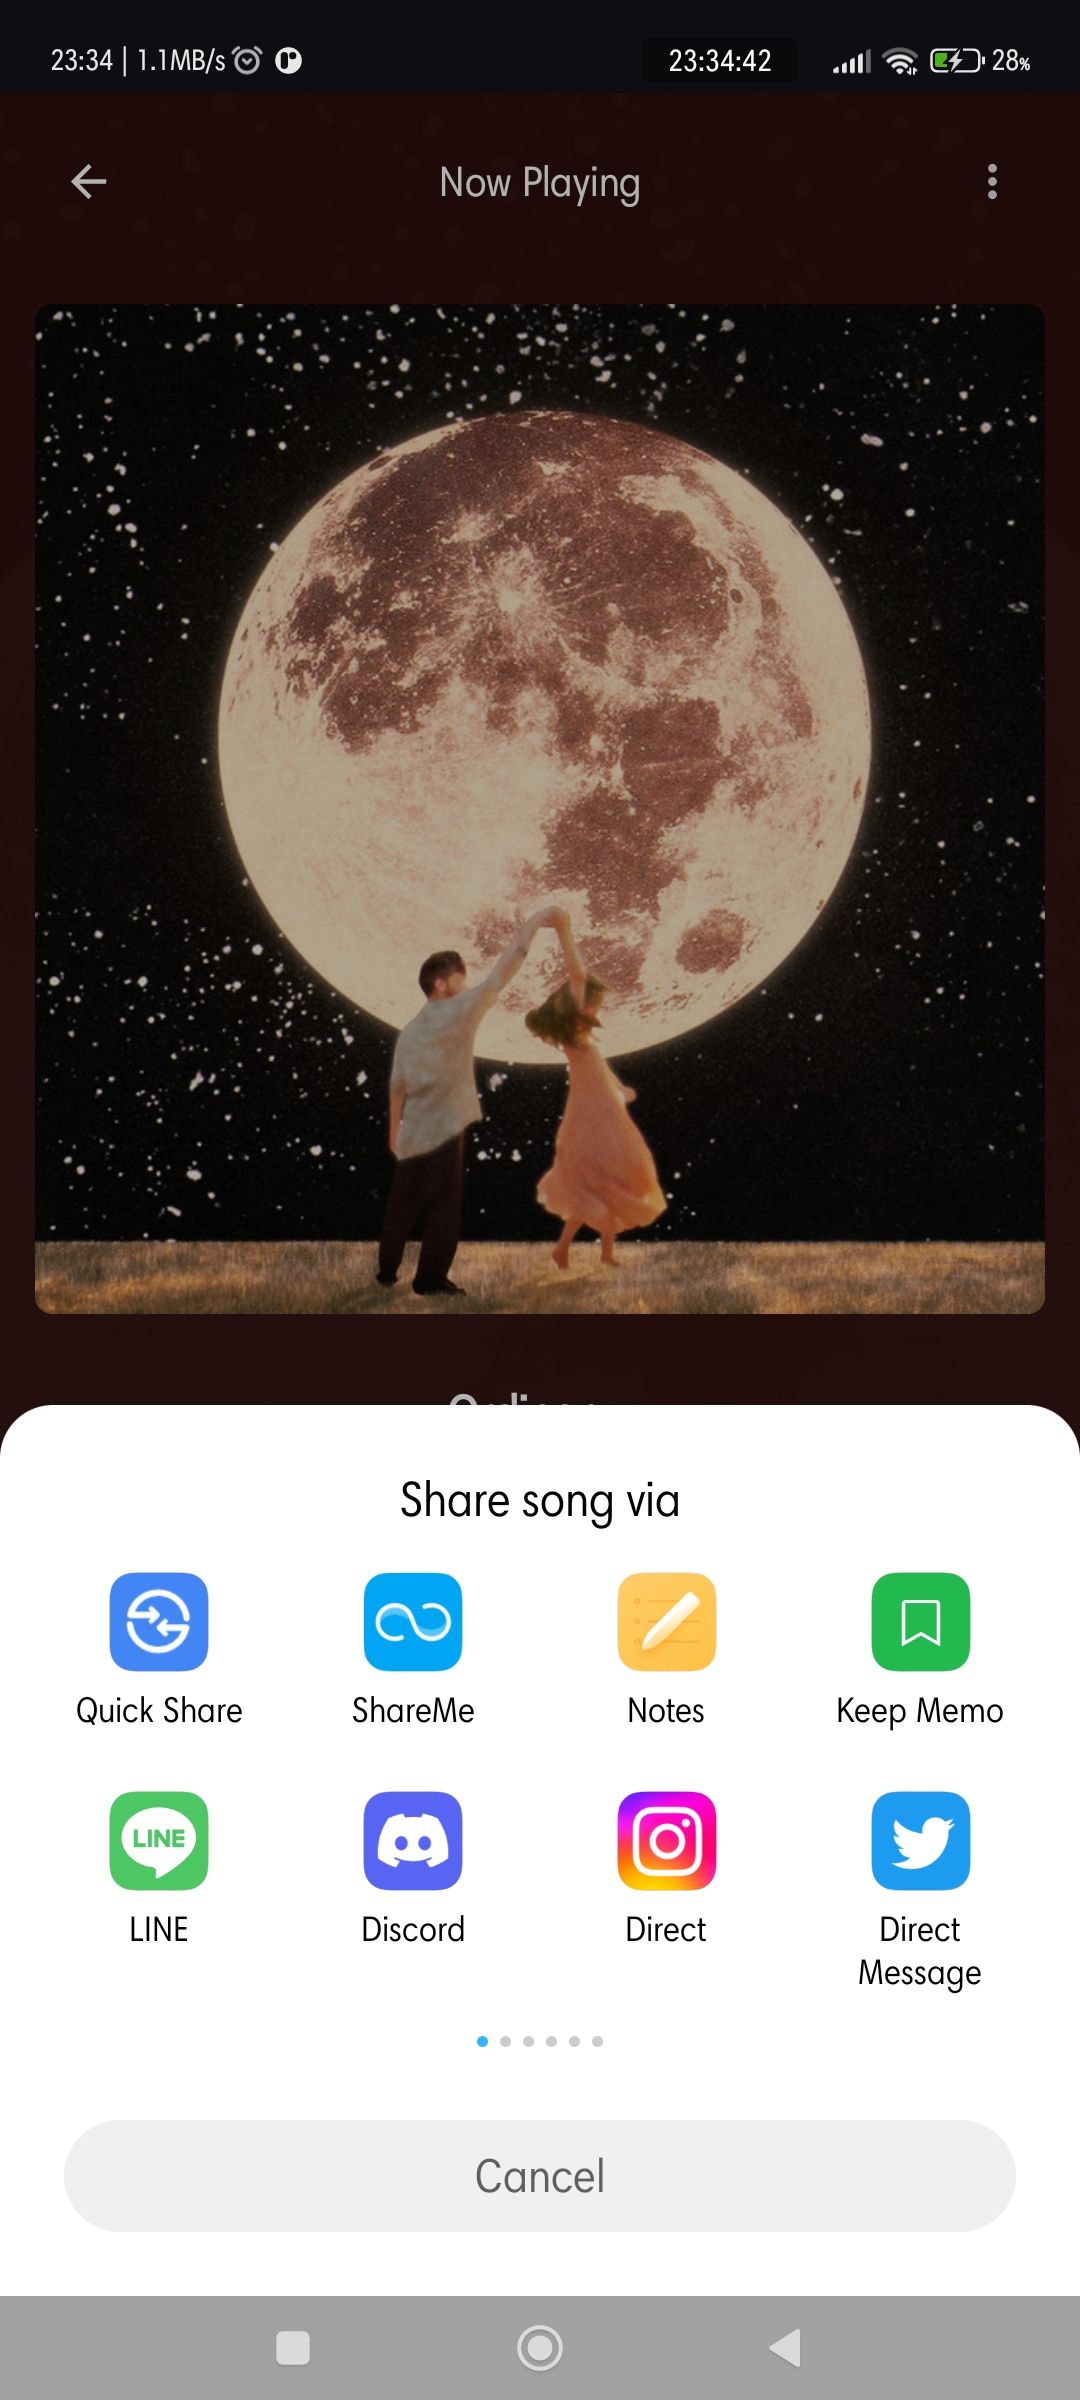 23:34 | 1.1MB/s 23:34:42 28%
Now Playing
Share song via
Quick Share ShareMe Notes Keep Memo
LINE
LINE Discord Direct Direct
Message
Cancel